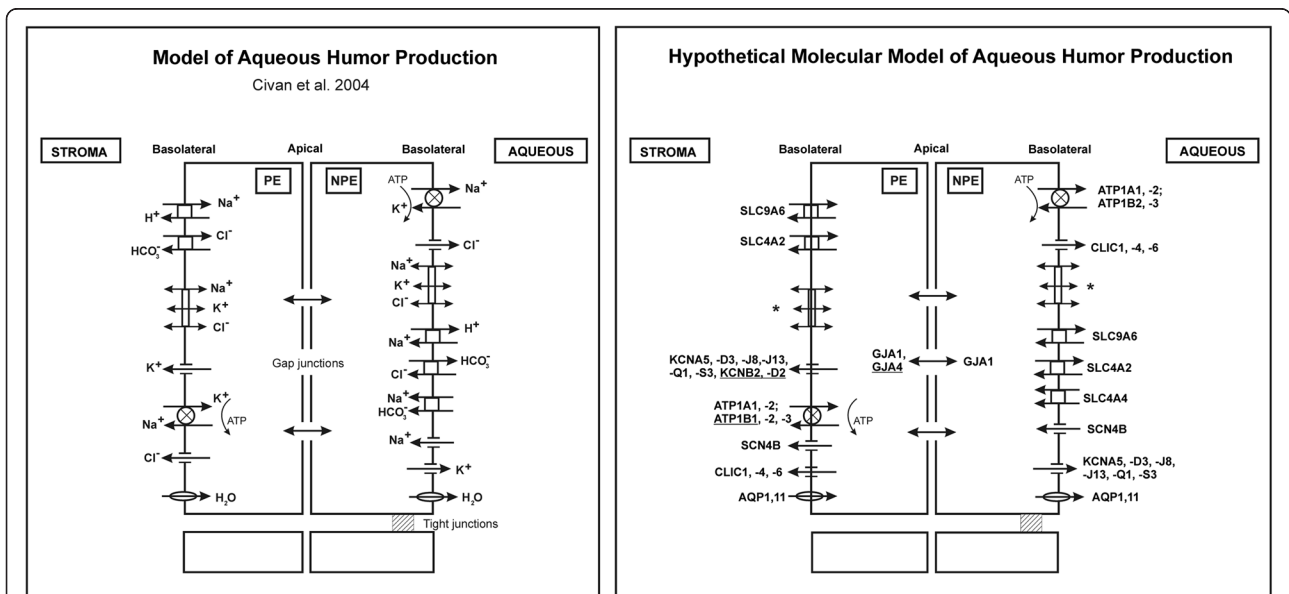 Model of Aqueous Humor Production
Civan et al. 2004
STROMA
Basolateral
Apical
Basolateral
AQUEOUS
PE
NPE
Na⁺
H⁺
Cl⁻
HCO₃⁻
Na⁺
K⁺
Cl⁻
K⁺
K⁺
Na⁺
ATP
Cl⁻
H₂O
Gap junctions
ATP
Na⁺
K⁺
Cl⁻
Na⁺
K⁺
Cl⁻
H⁺
Na⁺
HCO₃⁻
Cl⁻
Na⁺
HCO₃⁻
Na⁺
K⁺
H₂O
Tight junctions
Hypothetical Molecular Model of Aqueous Humor Production
STROMA
Basolateral
Apical
Basolateral
AQUEOUS
PE
NPE
SLC9A6
SLC4A2
*
KCNA5, -D3, -J8,-J13,
-Q1, -S3, KCNB2, -D2
ATP1A1, -2;
ATP1B1, -2, -3
ATP
SCN4B
CLIC1, -4, -6
AQP1,11
GJA1,
GJA4
GJA1
ATP
ATP1A1, -2;
ATP1B2, -3
CLIC1, -4, -6
*
SLC9A6
SLC4A2
SLC4A4
SCN4B
KCNA5, -D3, -J8,
-J13, -Q1, -S3
AQP1,11